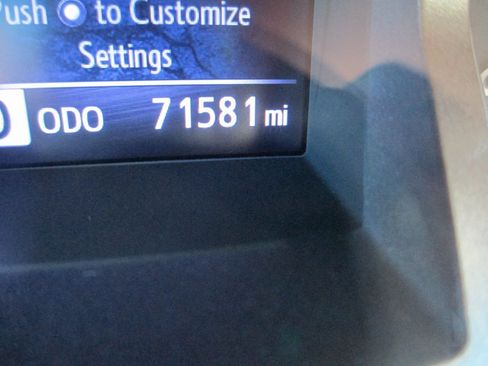 Push to Customize
Settings
ODO 71581 mi